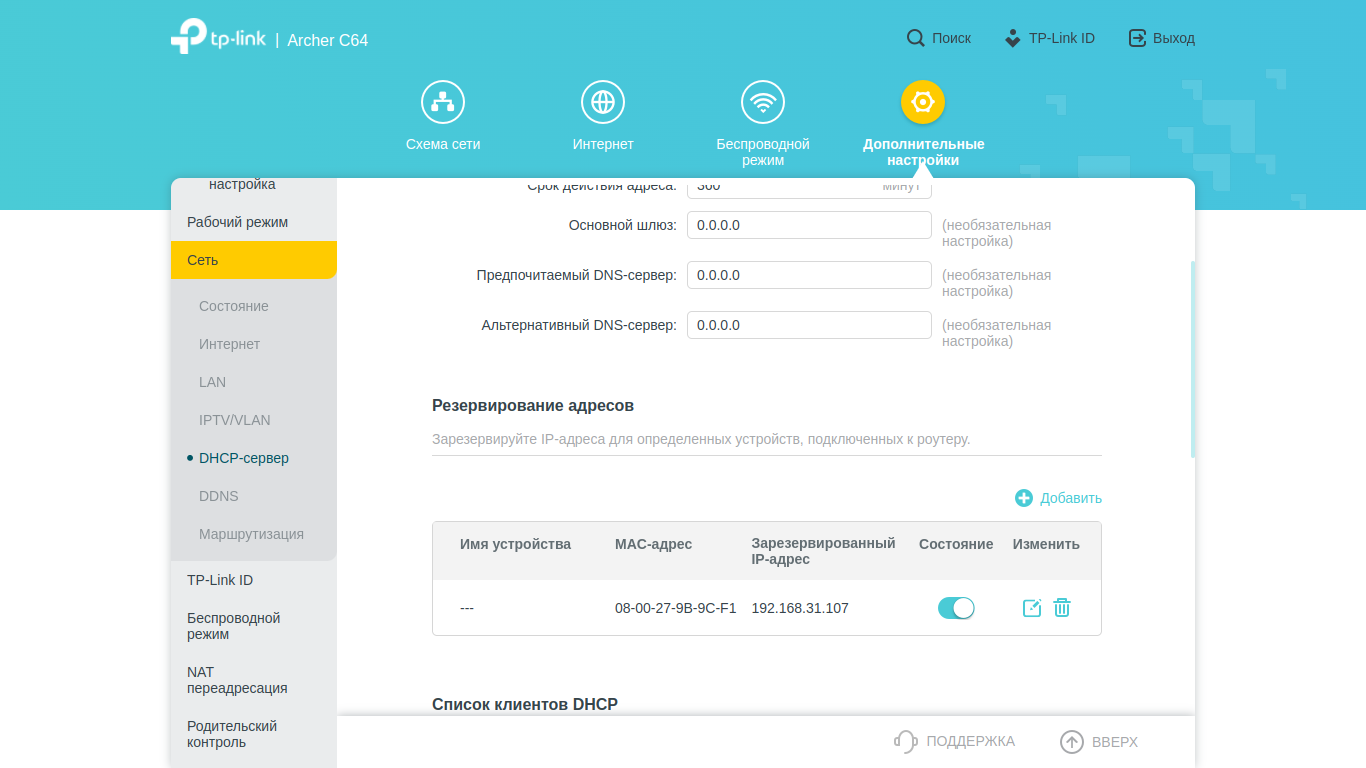 tp-link | Archer C64
Поиск
TP-Link ID
Выход
Схема сети
Интернет
Беспроводной
режим
Дополнительные
настройки
настройка
Рабочий режим
Сеть
Состояние
Интернет
LAN
IPTV/VLAN
DHCP-сервер
DDNS
Маршрутизация
TP-Link ID
Беспроводной
режим
NAT
переадресация
Родительский
контроль
Срок действия адреса: 360 минут
Основной шлюз: 0.0.0.0 (необязательная
настройка)
Предпочитаемый DNS-сервер: 0.0.0.0 (необязательная
настройка)
Альтернативный DNS-сервер: 0.0.0.0 (необязательная
настройка)
Резервирование адресов
Зарезервируйте IP-адреса для определенных устройств, подключенных к роутеру.
Добавить
Имя устройства MAC-адрес Зарезервированный
IP-адрес Состояние Изменить
--- 08-00-27-9B-9C-F1 192.168.31.107
Список клиентов DHCP
ПОДДЕРЖКА
ВВЕРХ